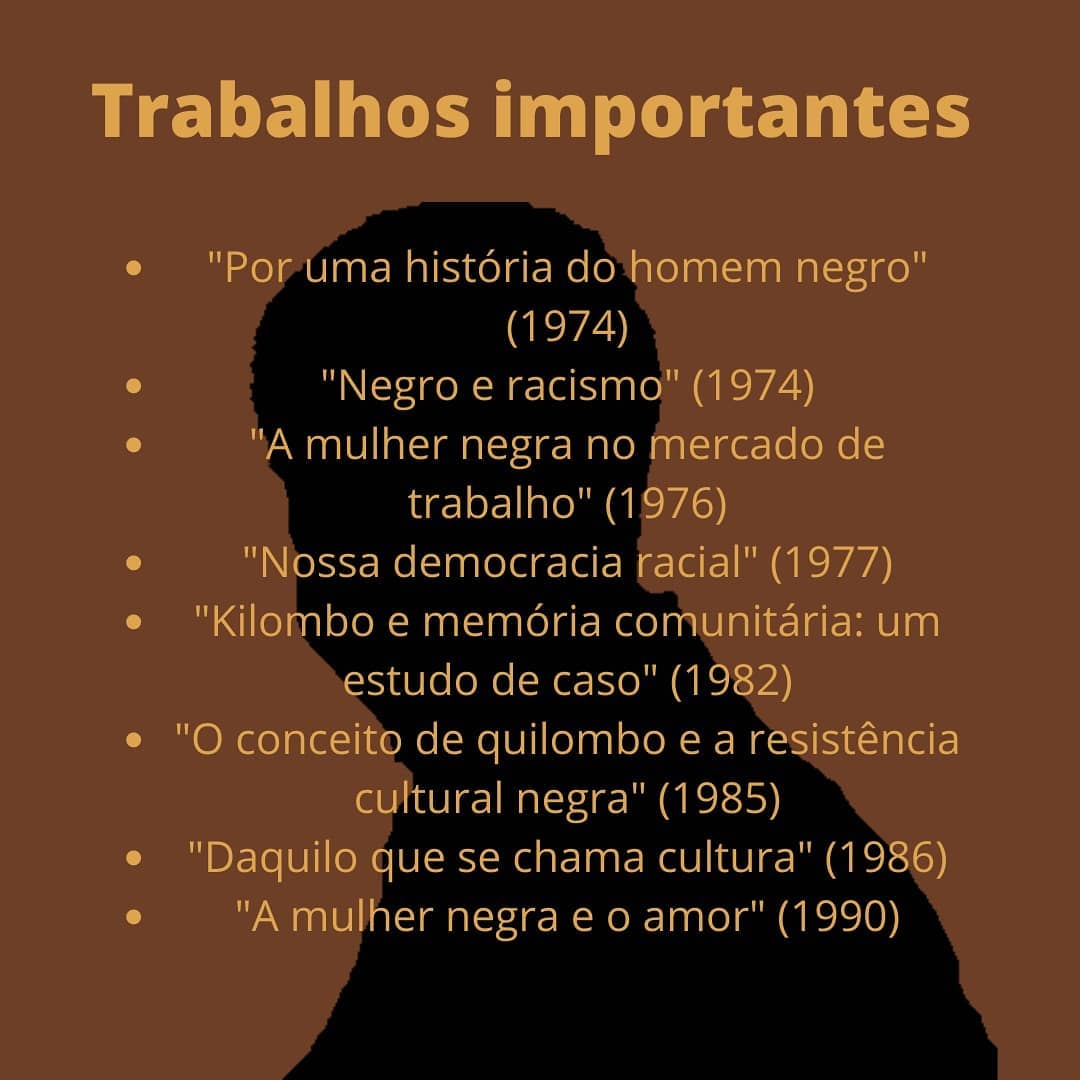 Trabalhos importantes
• "Por uma história do homem negro"
(1974)
• "Negro e racismo" (1974)
• "A mulher negra no mercado de
trabalho" (1976)
• "Nossa democracia racial" (1977)
• "Kilombo e memória comunitária: um
estudo de caso" (1982)
• "O conceito de quilombo e a resistência
cultural negra" (1985)
• "Daquilo que se chama cultura" (1986)
• "A mulher negra e o amor" (1990)